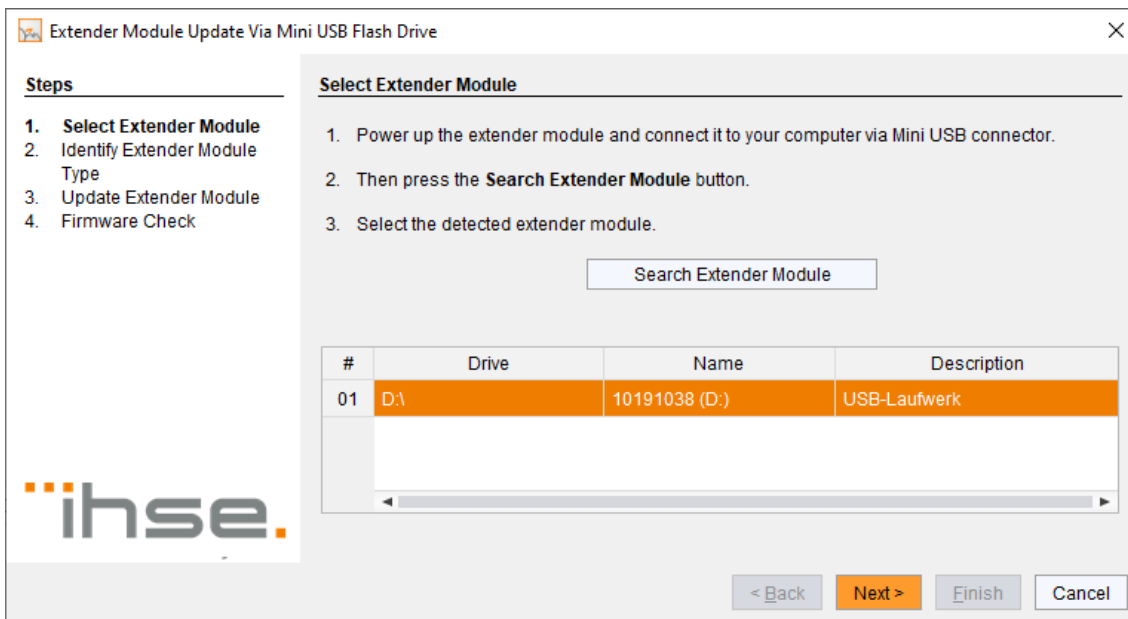 Extender Module Update Via Mini USB Flash Drive
Steps
1. Select Extender Module
2. Identify Extender Module
Type
3. Update Extender Module
4. Firmware Check
Select Extender Module
1. Power up the extender module and connect it to your computer via Mini USB connector.
2. Then press the Search Extender Module button.
3. Select the detected extender module.
Search Extender Module
# Drive Name Description
01 D:\ 10191038 (D:) USB-Laufwerk
ihse.
< Back Next > Finish Cancel